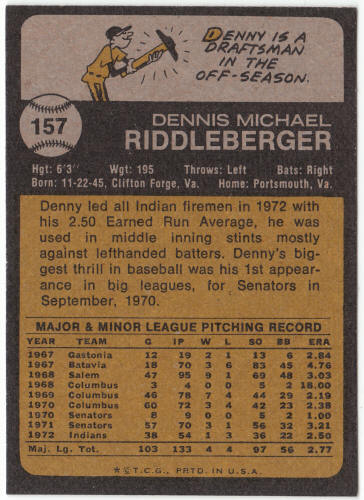 DENNY IS A
DRAFTSMAN
IN THE
OFF-SEASON.
157
DENNIS MICHAEL
RIDDLEBERGER
Hgt: 6'3" Wgt: 195 Throws: Left Bats: Right
Born: 11-22-45, Clifton Forge, Va. Home: Portsmouth, Va.
Denny led all Indian firemen in 1972 with
his 2.50 Earned Run Average, he was
used in middle inning stints mostly
against lefthanded batters. Denny's big-
gest thrill in baseball was his 1st appear-
ance in big leagues, for Senators in
September, 1970.
MAJOR & MINOR LEAGUE PITCHING RECORD
YEAR TEAM G IP W L SO BB ERA
1967 Gastonia 12 19 2 1 13 6 2.84
1967 Batavia 18 70 3 6 83 45 4.76
1968 Salem 47 95 9 1 69 48 3.03
1968 Columbus 3 4 0 0 5 2 18.00
1969 Columbus 46 78 7 4 44 29 2.19
1970 Columbus 60 72 3 4 42 23 2.38
1970 Senators 8 9 0 0 5 2 1.00
1971 Senators 57 70 3 1 56 32 3.21
1972 Indians 38 54 1 3 36 22 2.50
Maj. Lg. Tot. 103 133 4 4 97 56 2.77
*©T.C.G., PRTD. IN U.S.A.